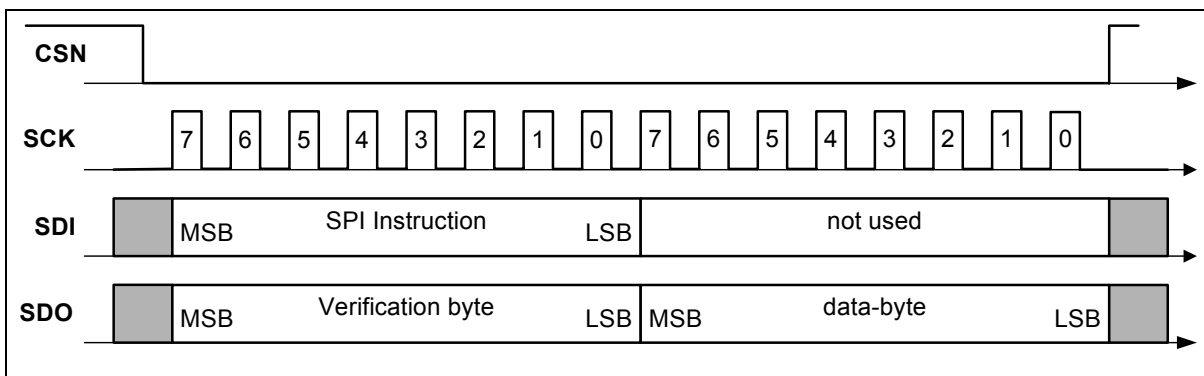 CSN
SCK 7 6 5 4 3 2 1 0 7 6 5 4 3 2 1 0
SDI MSB SPI Instruction LSB not used
SDO MSB Verification byte LSB MSB data-byte LSB